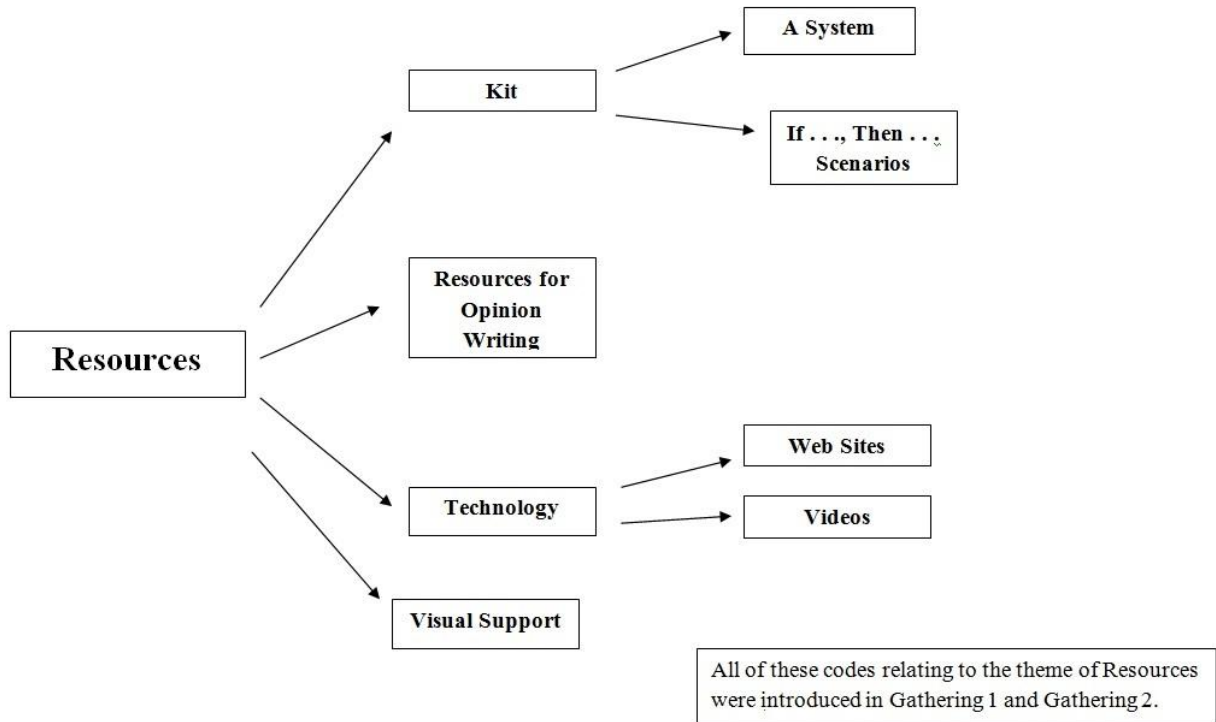 A System
Kit
If . . ., Then . . .
Scenarios
Resources for
Opinion
Writing
Resources
Web Sites
Technology
Videos
Visual Support
All of these codes relating to the theme of Resources
were introduced in Gathering 1 and Gathering 2.